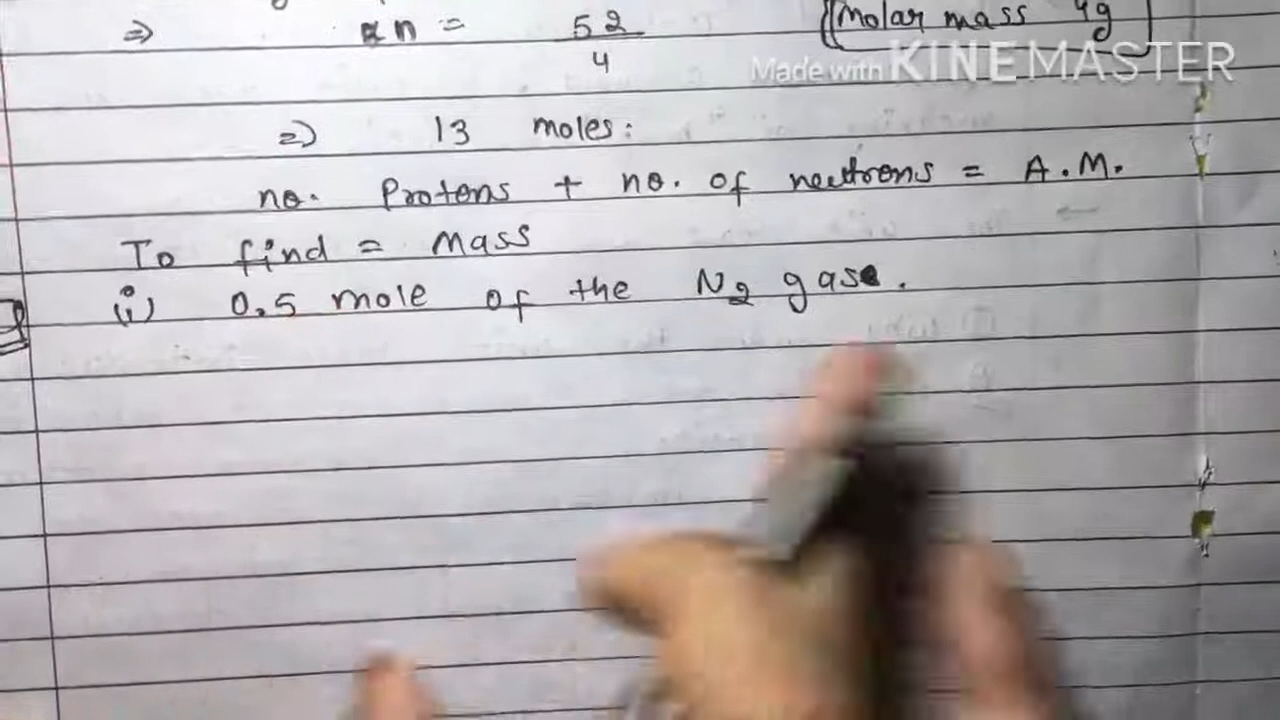 ⇒ n = 52/4 Molar mass 4g
Made with KINEMASTER
⇒ 13 moles:
no. Protons + no. of neutrons = A.M.
To find = Mass
(i) 0.5 mole of the N2 gas.